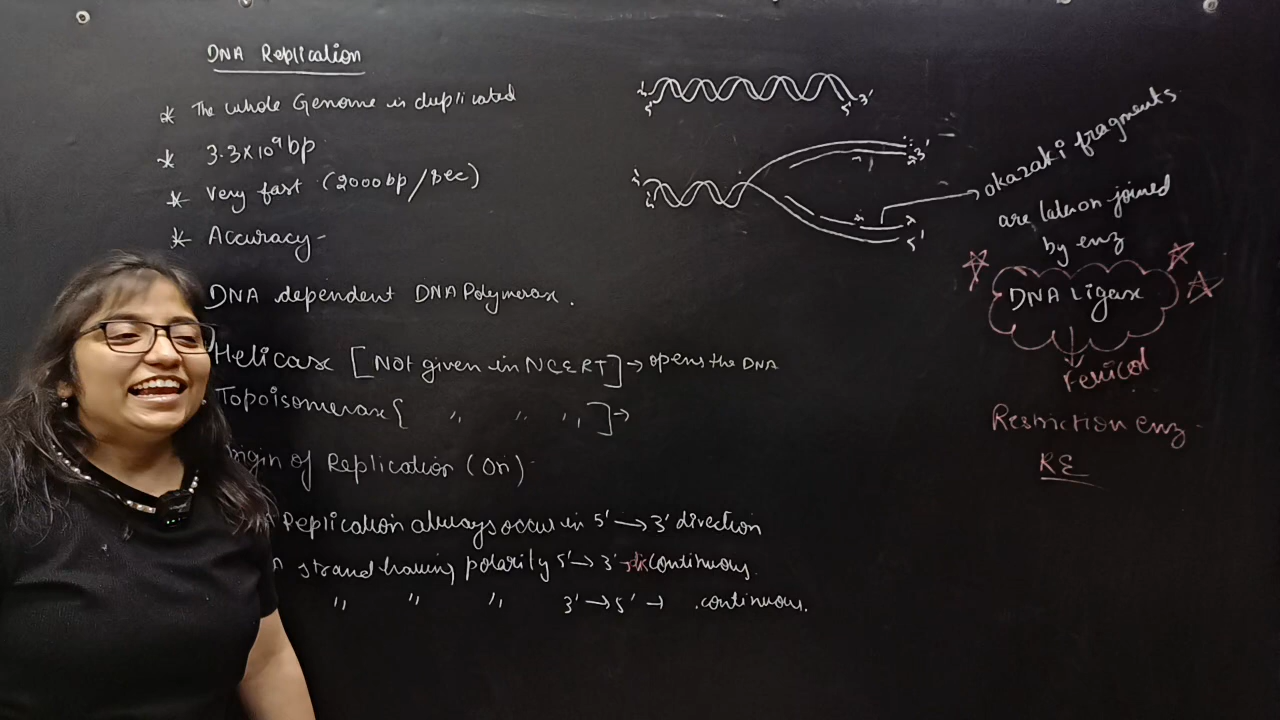 DNA Replication
* The whole Genome is duplicated
* 3.3x10⁹ bp
* Very fast (2000bp/sec)
* Accuracy-
DNA dependent DNA Polymerase.
Helicase [Not given in NCERT] → opens the DNA
Topoisomerase { " " " ] →
Origin of Replication (Ori)
Replication always occur in 5' → 3' direction
strand having polarity 5' → 3' → discontinuous.
" " " 3' → 5' → continuous.
5' 5' 3'
3'
5'
okazaki fragments
are later on joined
by enz
DNA Ligase
Fevicol
Restriction enz.
RE